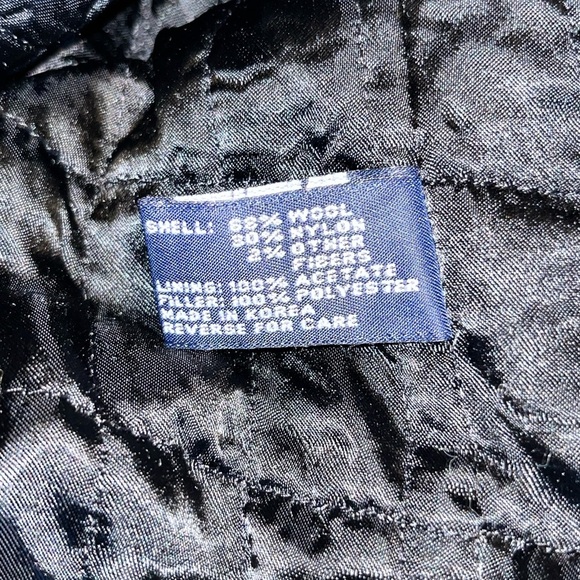 SHELL: 68% WOOL
30% NYLON
2% OTHER
FIBERS
LINING: 100% ACETATE
FILLER: 100% POLYESTER
MADE IN KOREA
REVERSE FOR CARE